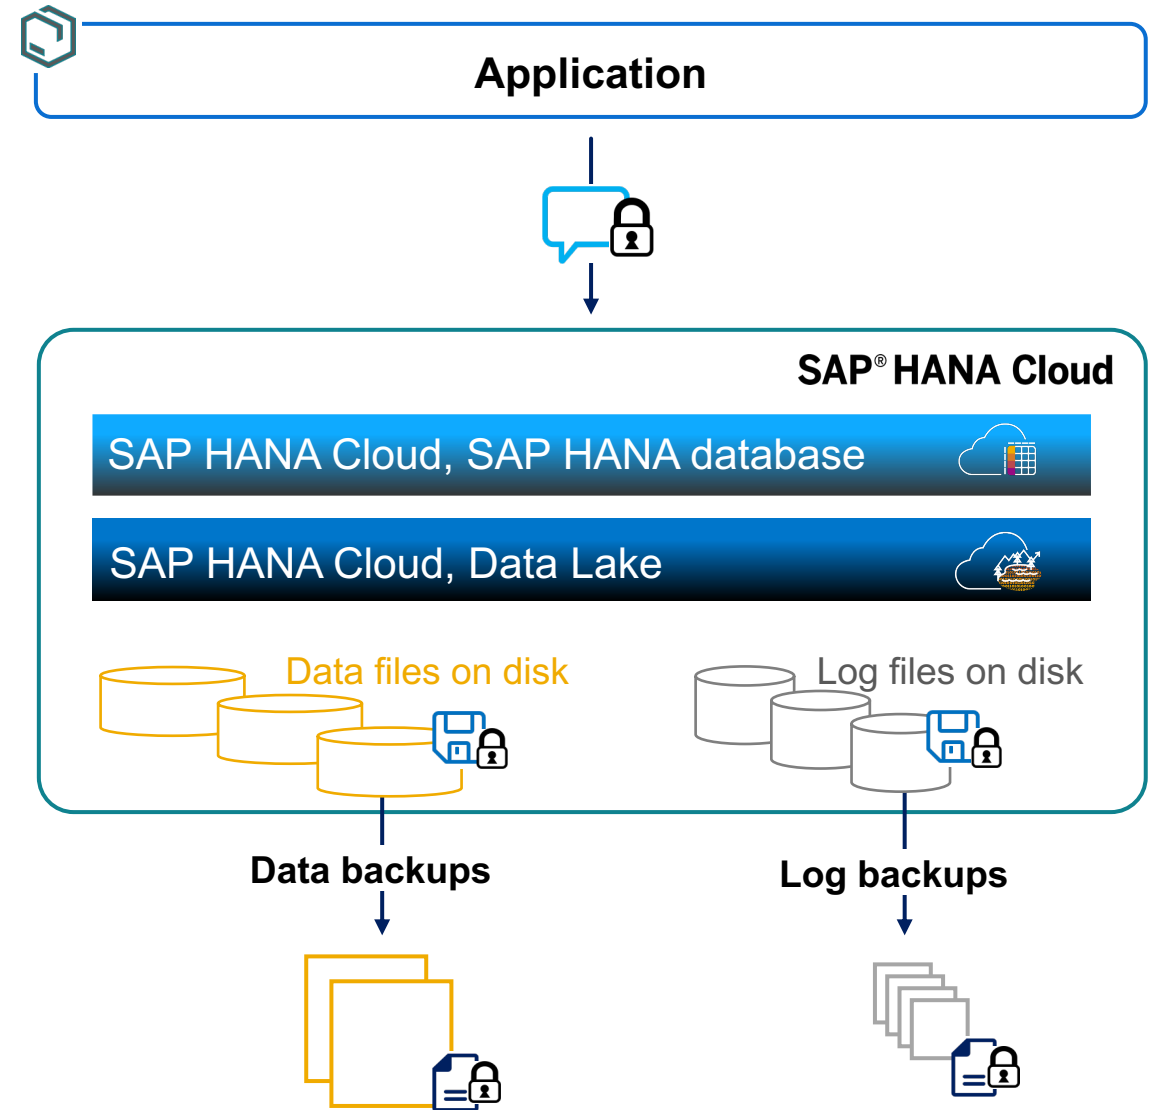 Application
SAP® HANA Cloud
SAP HANA Cloud, SAP HANA database
SAP HANA Cloud, Data Lake
Data files on disk
Log files on disk
Data backups
Log backups